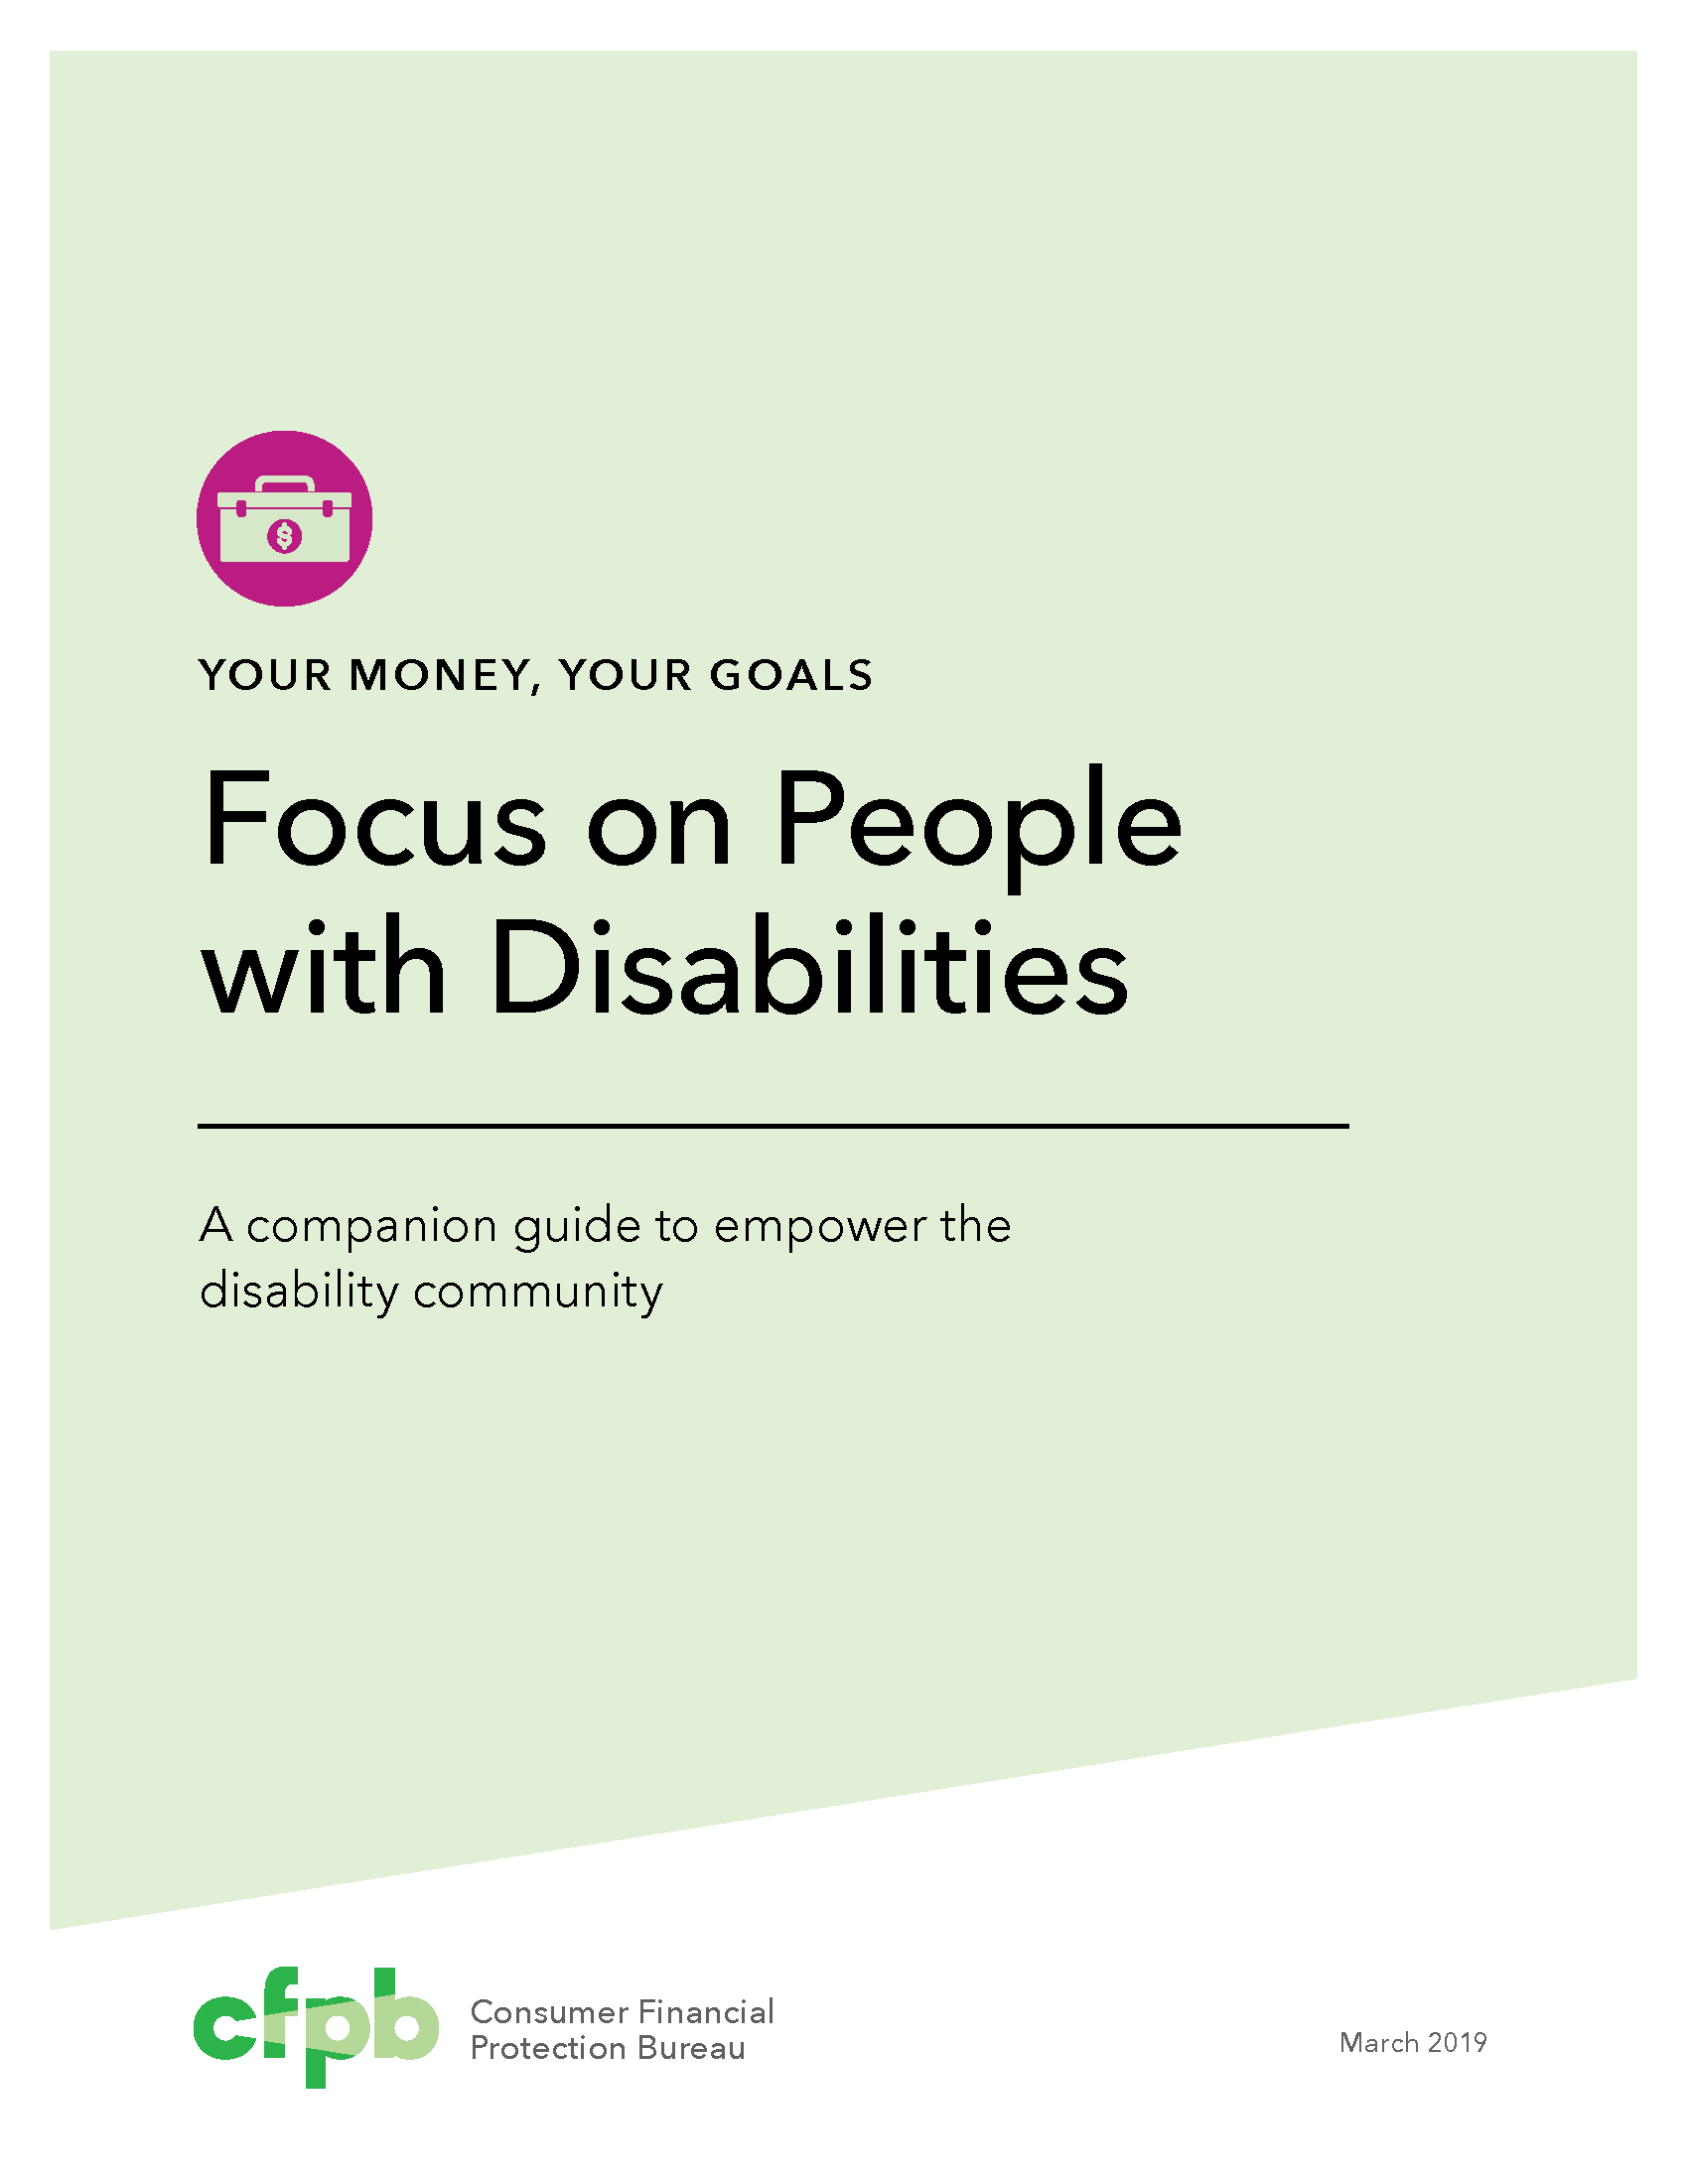 $
YOUR MONEY, YOUR GOALS
Focus on People
with Disabilities
A companion guide to empower the
disability community
cfpb
Consumer Financial
Protection Bureau
March 2019